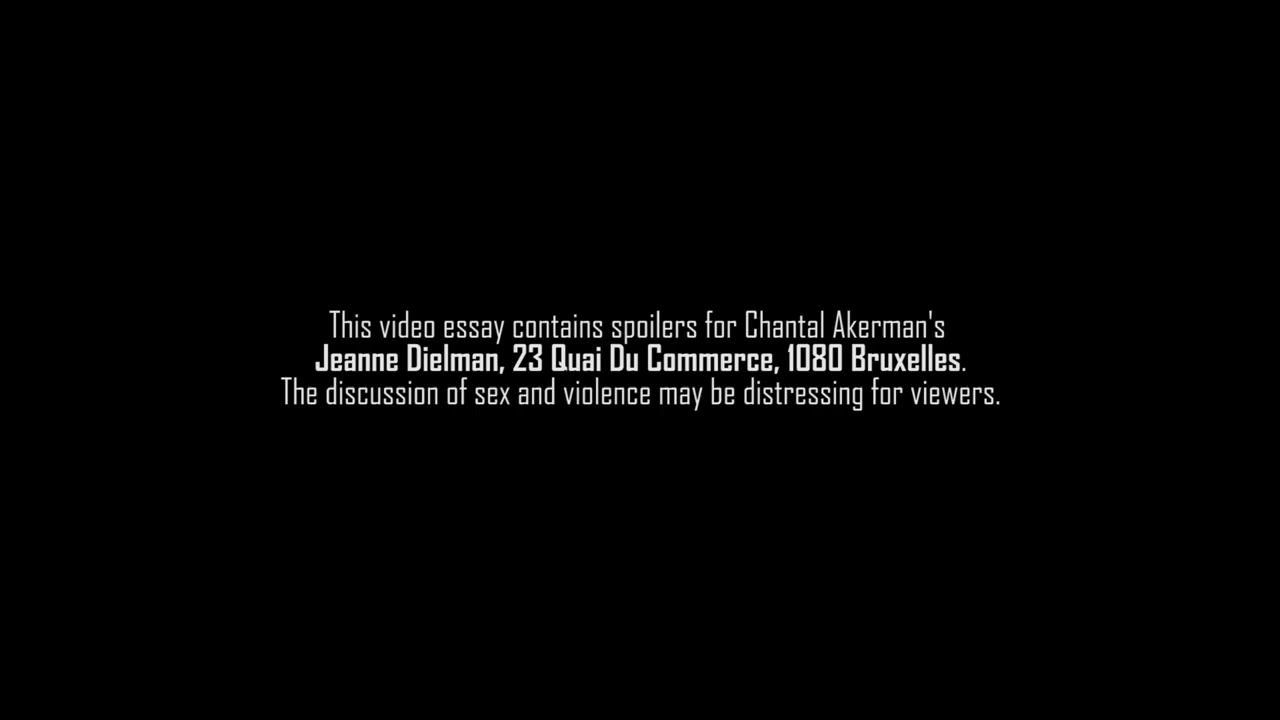 This video essay contains spoilers for Chantal Akerman's
Jeanne Dielman, 23 Quai Du Commerce, 1080 Bruxelles.
The discussion of sex and violence may be distressing for viewers.